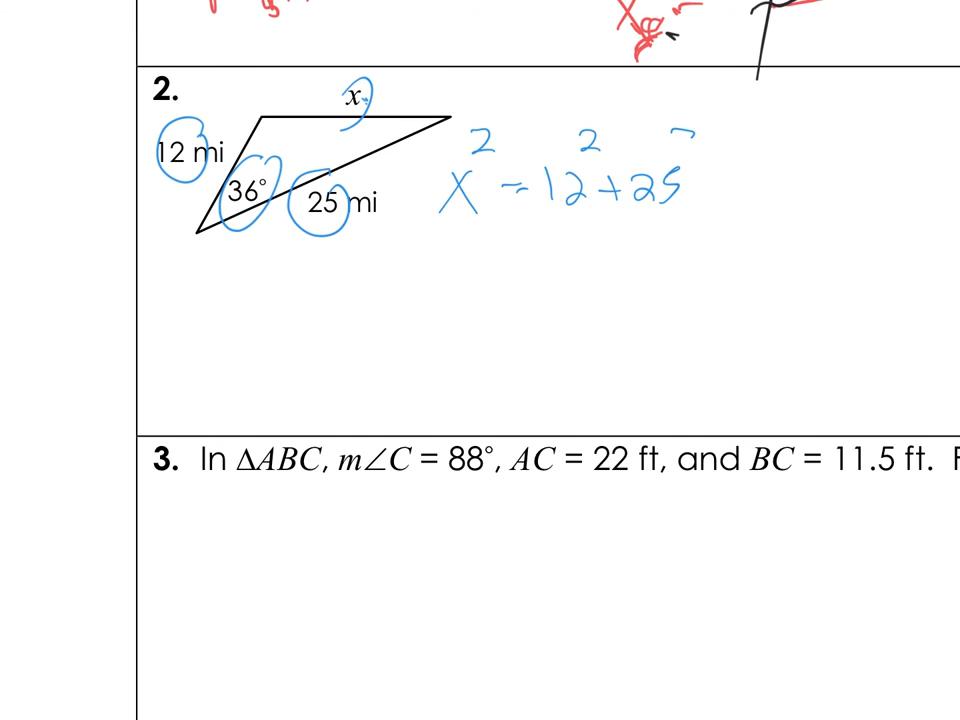 2.
x
12 mi
36°
25 mi
x² = 12² + 25
3. In ΔABC, m∠C = 88°, AC = 22 ft, and BC = 11.5 ft.